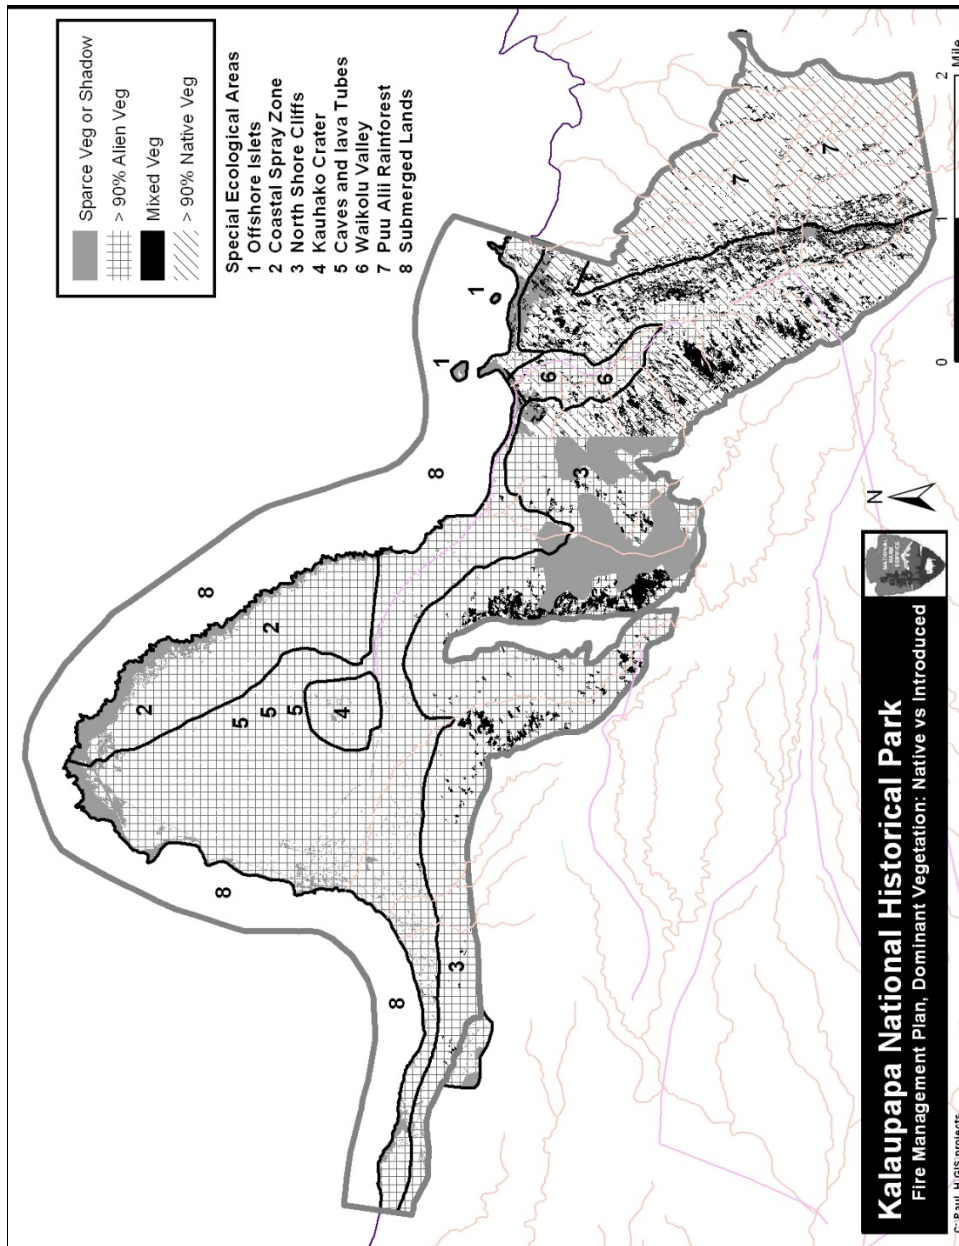 Sparce Veg or Shadow
> 90% Alien Veg
Mixed Veg
> 90% Native Veg
Special Ecological Areas
1 Offshore Islets
2 Coastal Spray Zone
3 North Shore Cliffs
4 Kauhako Crater
5 Caves and lava Tubes
6 Waikolu Valley
7 Puu Alii Rainforest
8 Submerged Lands
1
1
8
8
2
2
5
5
5
4
8
8
3
3
6
6
7
7
0
1
2
Mile
N
NATIONAL
PARK
SERVICE
Kalaupapa National Historical Park
Fire Management Plan, Dominant Vegetation: Native vs Introduced